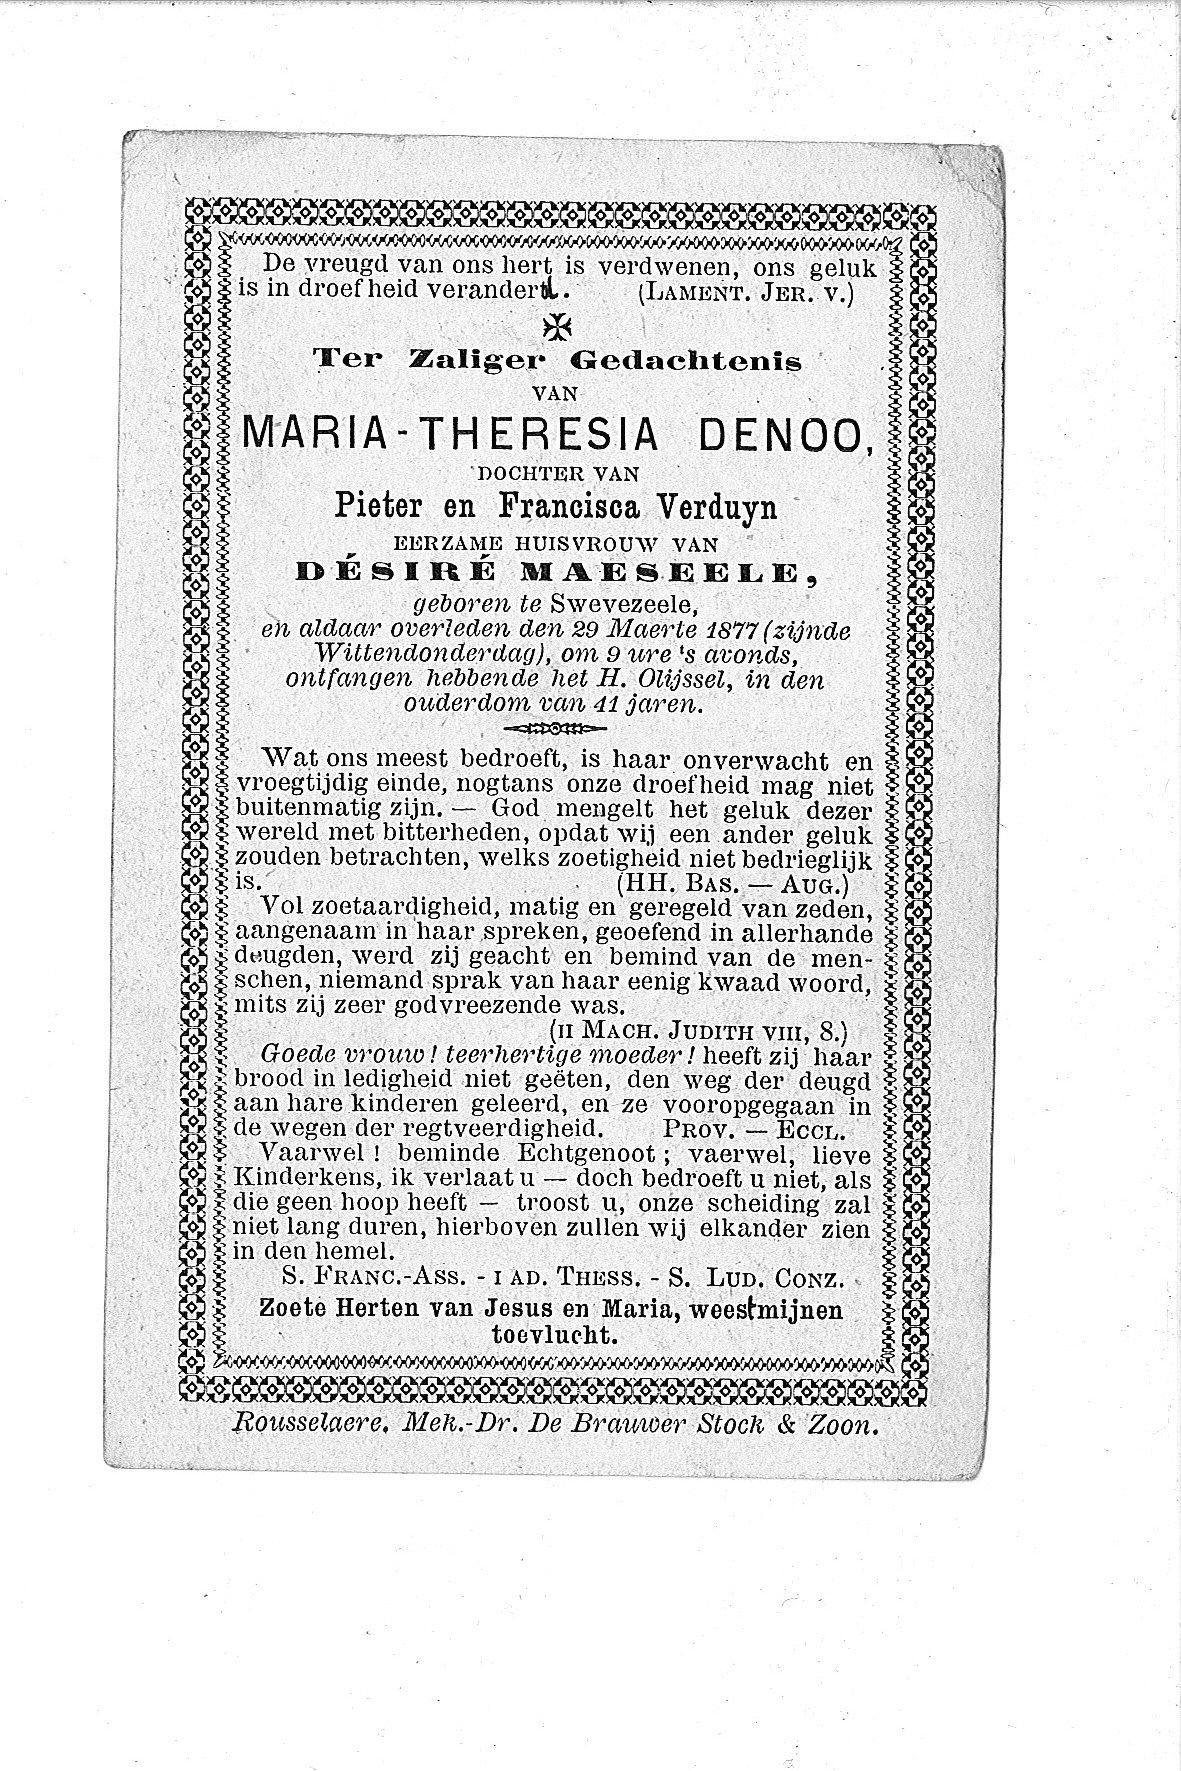 De vreugd van ons hert is verdwenen, ons geluk
is in droefheid veranderd. (LAMENT. JER. V.)
✠
Ter Zaliger Gedachtenis
VAN
MARIA-THERESIA DENOO,
DOCHTER VAN
Pieter en Francisca Verduyn
EERZAME HUISVROUW VAN
DÉSIRÉ MAESEELE,
geboren te Swevezeele,
en aldaar overleden den 29 Maerte 1877 (zijnde
Wittendonderdag), om 9 ure 's avonds,
ontfangen hebbende het H. Olijssel, in den
ouderdom van 41 jaren.
Wat ons meest bedroeft, is haar onverwacht en
vroegtijdig einde, nogtans onze droefheid mag niet
buitenmatig zijn. — God mengelt het geluk dezer
wereld met bitterheden, opdat wij een ander geluk
zouden betrachten, welks zoetigheid niet bedrieglijk
is. (HH. BAS. — AUG.)
Vol zoetaardigheid, matig en geregeld van zeden,
aangenaam in haar spreken, geoefend in allerhande
deugden, werd zij geacht en bemind van de men-
schen, niemand sprak van haar eenig kwaad woord,
mits zij zeer godvreezende was.
(II MACH. JUDITH VIII, 8.)
Goede vrouw! teerhertige moeder! heeft zij haar
brood in ledigheid niet geëten, den weg der deugd
aan hare kinderen geleerd, en ze vooropgegaan in
de wegen der regtveerdigheid. PROV. — ECCL.
Vaarwel ! beminde Echtgenoot ; vaerwel, lieve
Kinderkens, ik verlaat u — doch bedroeft u niet, als
die geen hoop heeft — troost u, onze scheiding zal
niet lang duren, hierboven zullen wij elkander zien
in den hemel.
S. FRANC.-ASS. - I AD. THESS. - S. LUD. CONZ.
Zoete Herten van Jesus en Maria, weest mijnen
toevlucht.
Rousselaere, Mek.-Dr. De Brauwer Stock & Zoon.